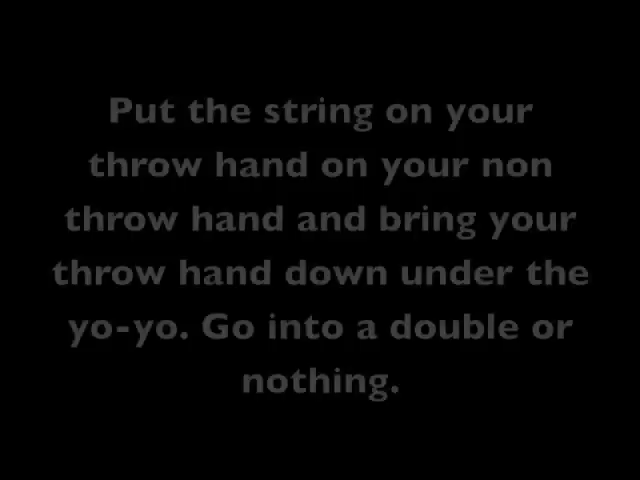 Put the string on your
throw hand on your non
throw hand and bring your
throw hand down under the
yo-yo. Go into a double or
nothing.